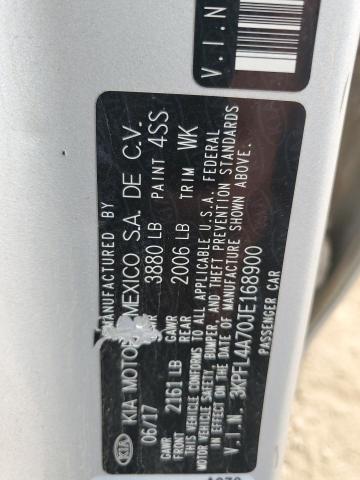 V.I.N
MANUFACTURED BY
KIA KIA MOTOR MEXICO S.A. DE C.V.
06/17 3880 LB PAINT 4SS
GAWR FRONT 2161 LB GAWR REAR 2006 LB TRIM WK
THIS VEHICLE CONFORMS TO ALL APPLICABLE U.S.A. FEDERAL
MOTOR VEHICLE SAFETY, BUMPER, AND THEFT PREVENTION STANDARDS
IN EFFECT ON THE DATE OF MANUFACTURE SHOWN ABOVE.
V.I.N. 3KPFL4A70JE168900
PASSENGER CAR